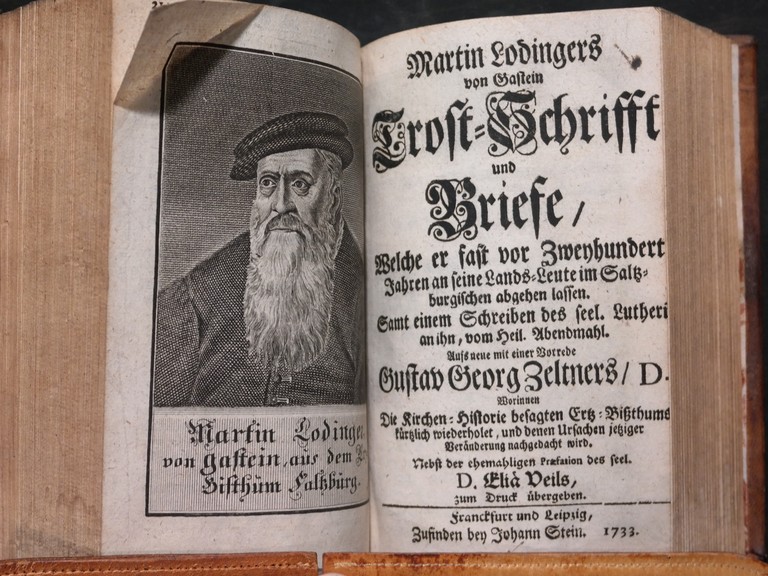 Martin Lodinge
von Gastein, aus dem
Bisthum Saltzburg.
Martin Lodingers
von Gastein
Trost=Schrifft
und
Briefe/
Welche er fast vor Zweyhundert
Jahren an seine Lands=Leute im Saltz=
burgischen abgehen lassen.
Samt einem Schreiben des seel. Lutheri
an ihn, vom Heil. Abendmahl.
Aufs neue mit einer Vorrede
Gustav Georg Zeltners/ D.
Worinnen
Die Kirchen=Historie besagten Ertz=Bißthums
kürtzlich wiederholet, und denen Ursachen jetziger
Veränderung nachgedacht wird.
Nebst der ehemahligen Præfation des seel.
D. Eliä Veils,
zum Druck übergeben.
Franckfurt und Leipzig,
Zufinden bey Johann Stein. 1733.